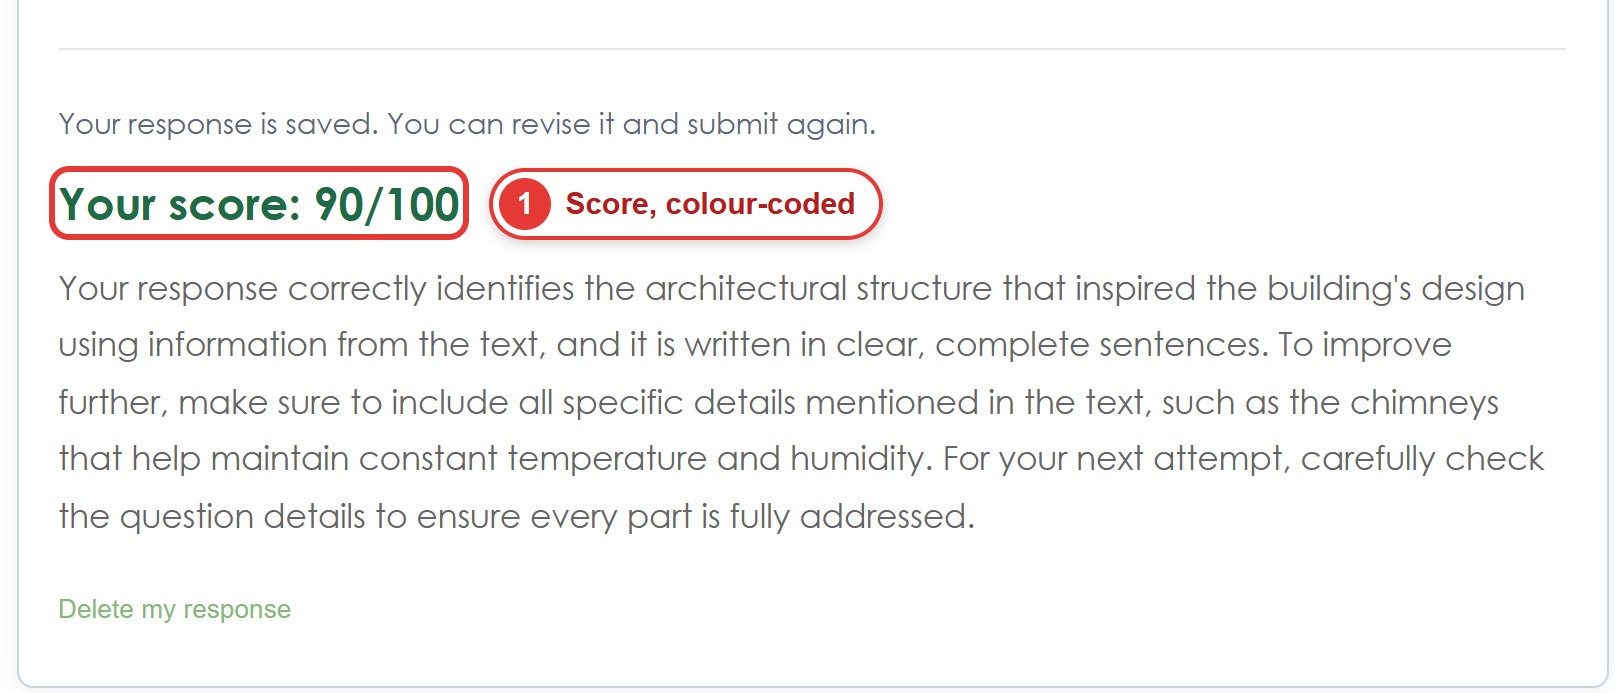 Your response is saved. You can revise it and submit again.
Your score: 90/100
1 Score, colour-coded
Your response correctly identifies the architectural structure that inspired the building's design
using information from the text, and it is written in clear, complete sentences. To improve
further, make sure to include all specific details mentioned in the text, such as the chimneys
that help maintain constant temperature and humidity. For your next attempt, carefully check
the question details to ensure every part is fully addressed.
Delete my response